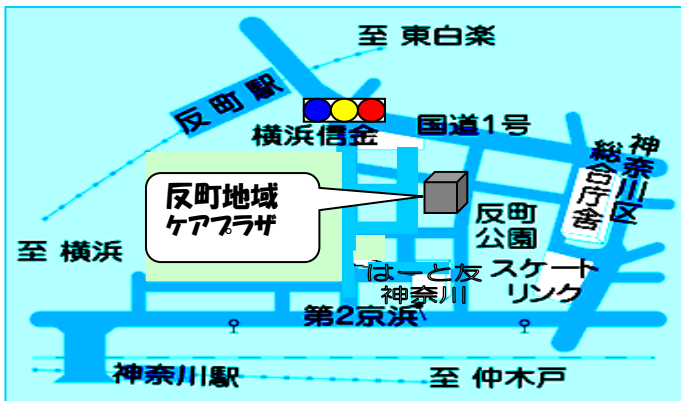 至 東白楽
反町駅
横浜信金
国道1号
神奈川区
総合庁舎
反町地域
ケアプラザ
反町
公園
至 横浜
はーと友
神奈川
スケート
リンク
第2京浜
神奈川駅
至 仲木戸